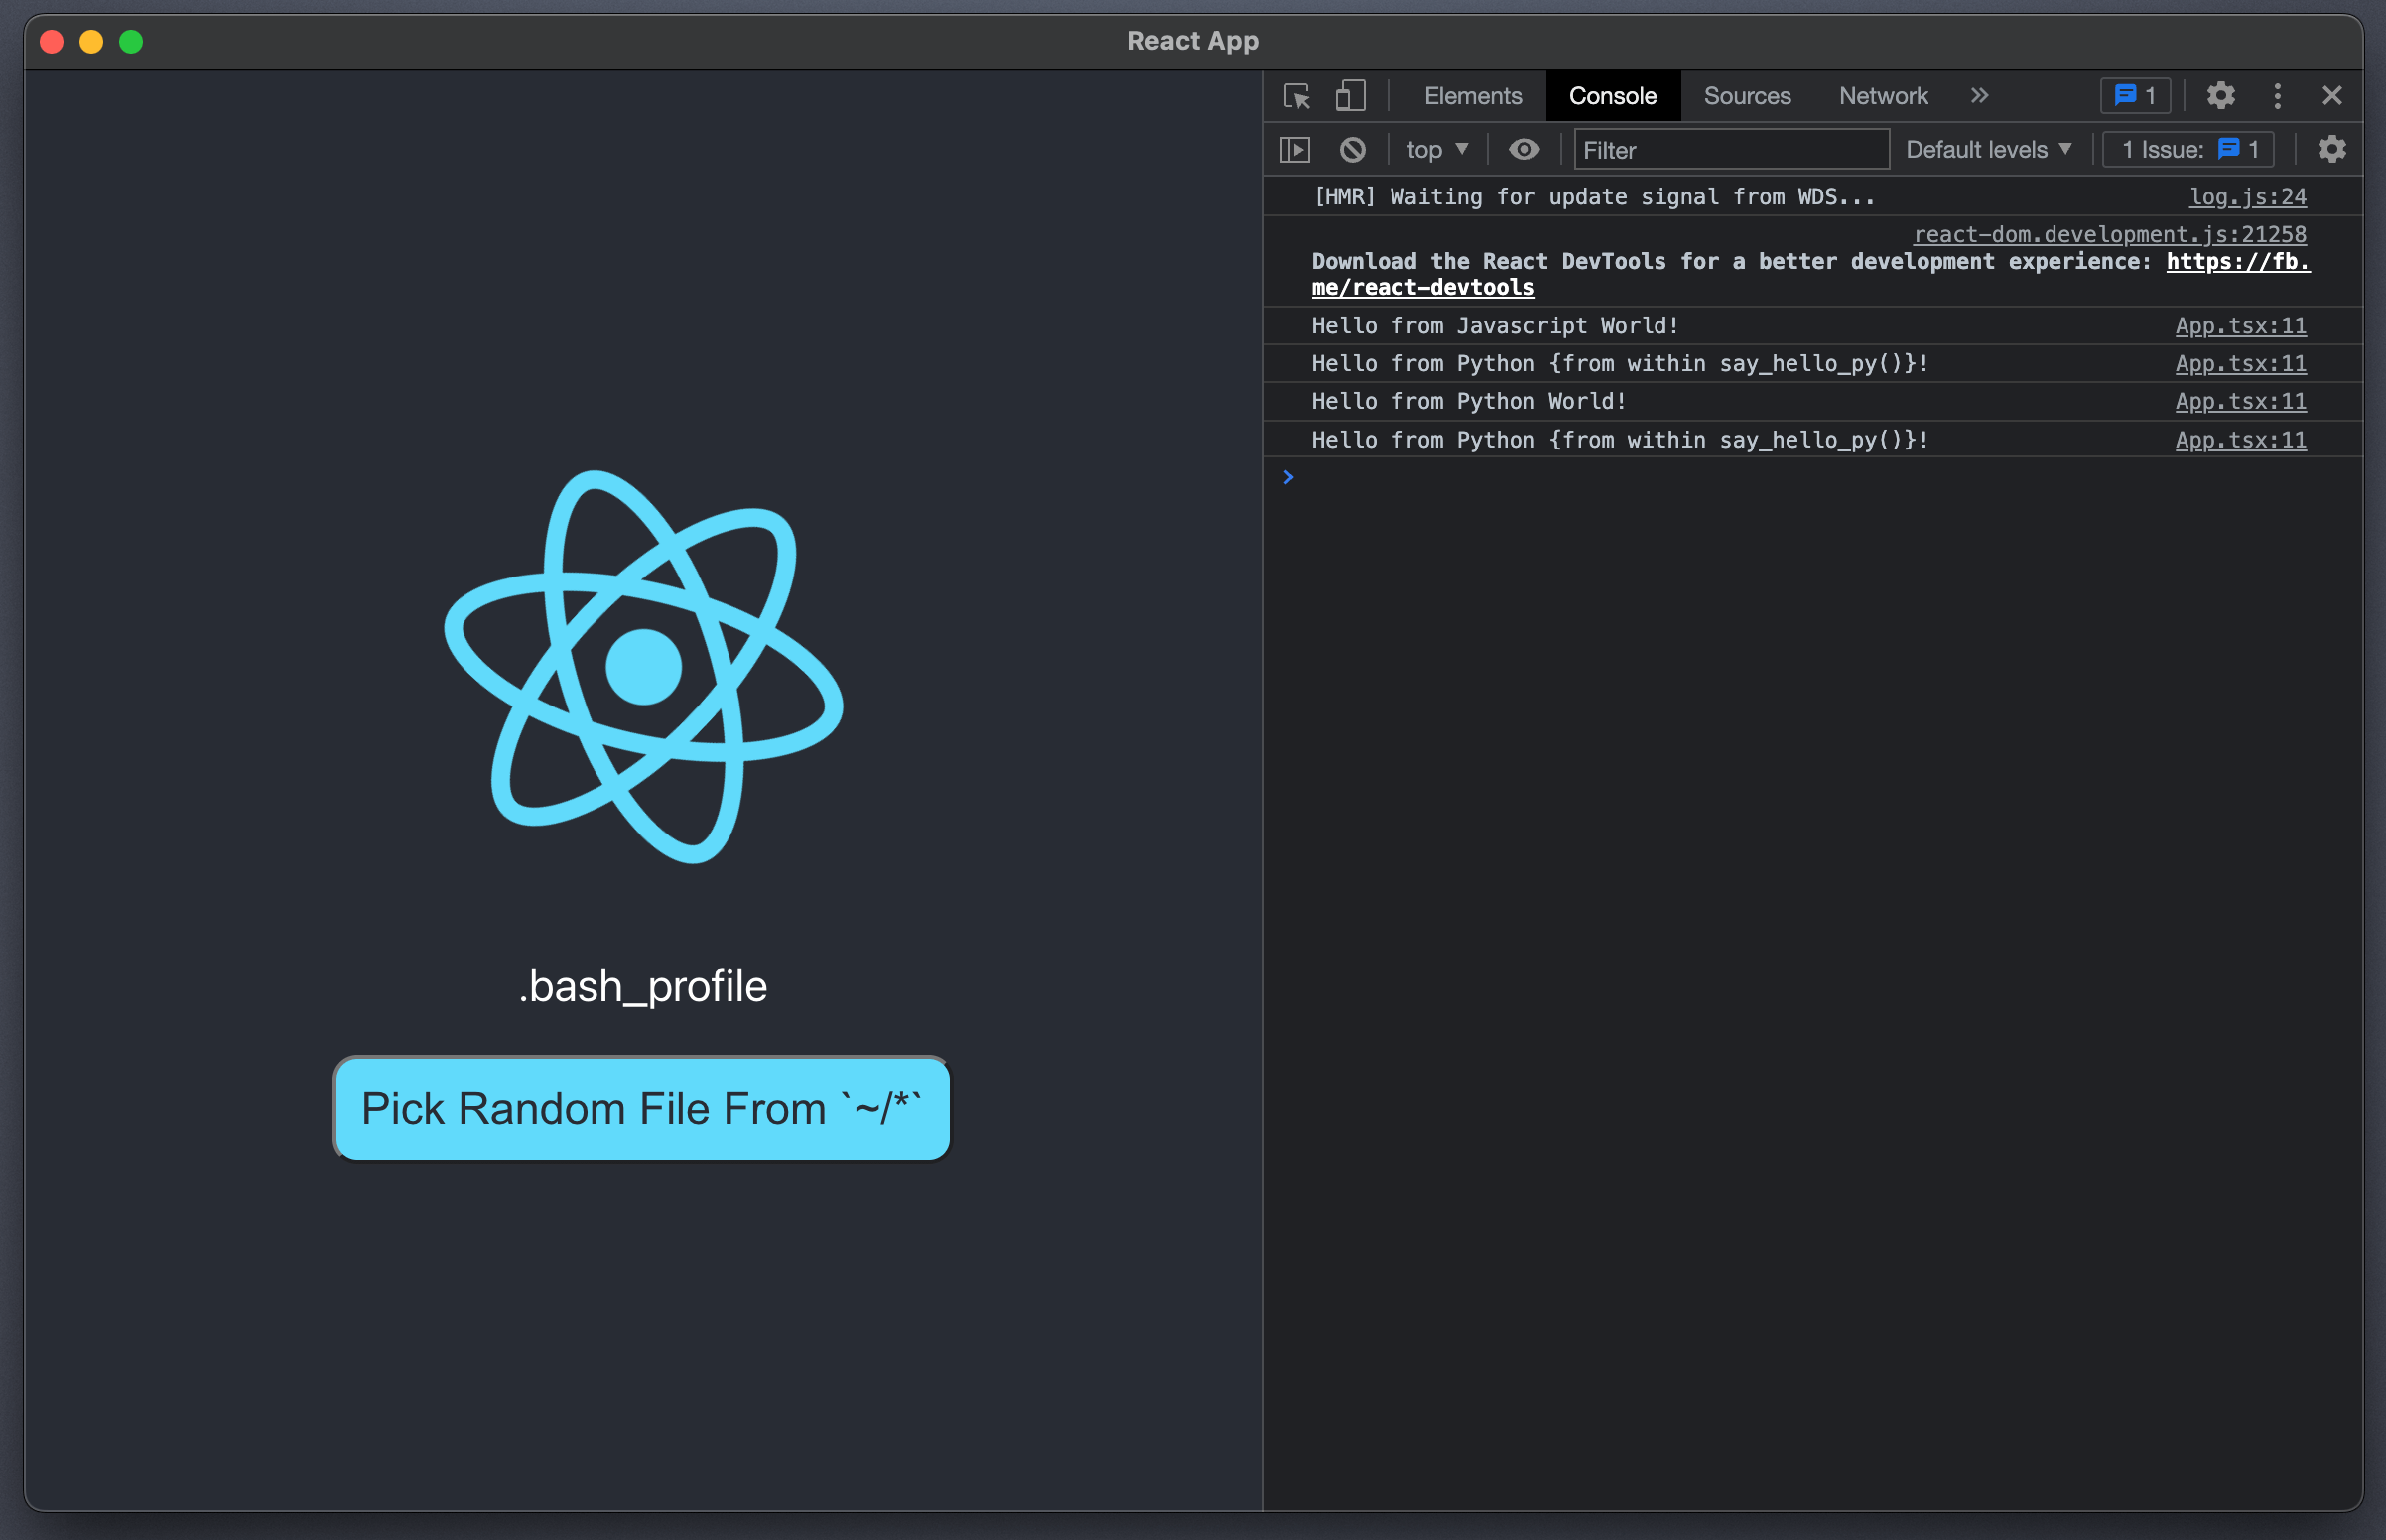 React App
Elements Console Sources Network 1
top Filter Default levels 1 Issue: 1
[HMR] Waiting for update signal from WDS... log.js:24
react-dom.development.js:21258
Download the React DevTools for a better development experience: https://fb.
me/react-devtools
Hello from Javascript World! App.tsx:11
Hello from Python {from within say_hello_py()}! App.tsx:11
Hello from Python World! App.tsx:11
Hello from Python {from within say_hello_py()}! App.tsx:11
.bash_profile
Pick Random File From `~/*`